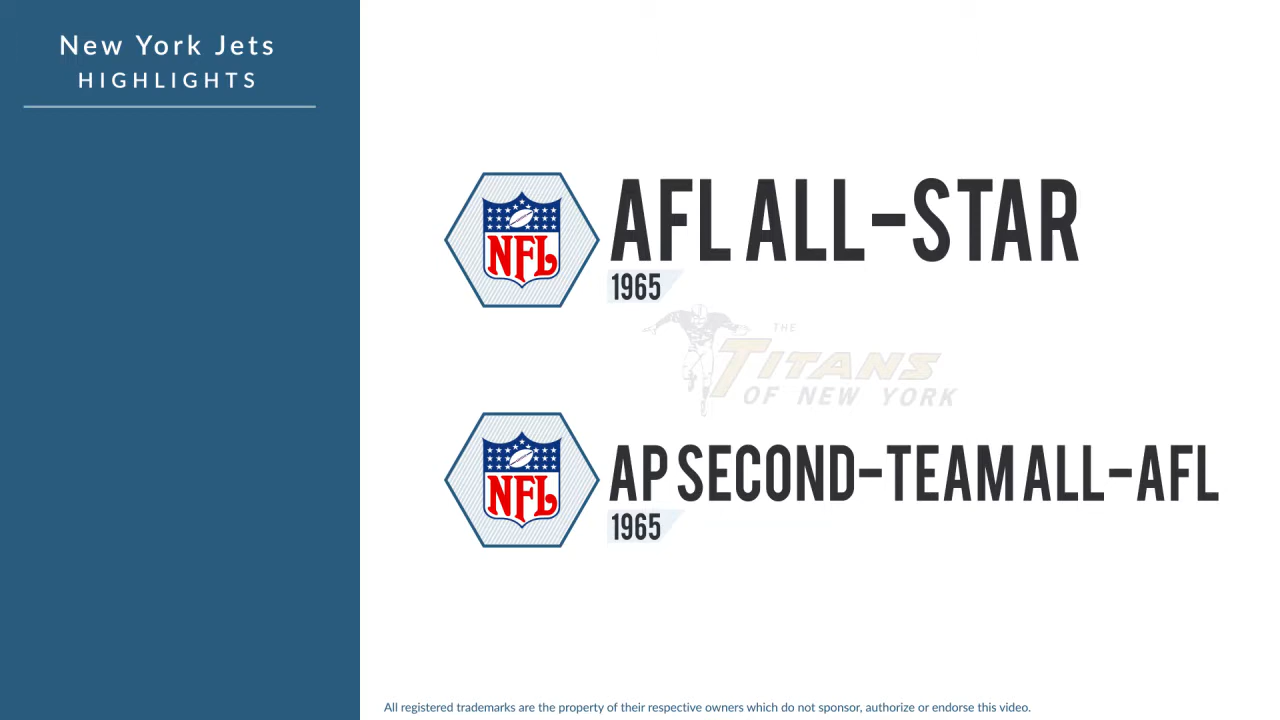 New York Jets
HIGHLIGHTS
NFL
AFL ALL-STAR
1965
THE
TITANS
OF NEW YORK
NFL
AP SECOND-TEAM ALL-AFL
1965
All registered trademarks are the property of their respective owners which do not sponsor, authorize or endorse this video.